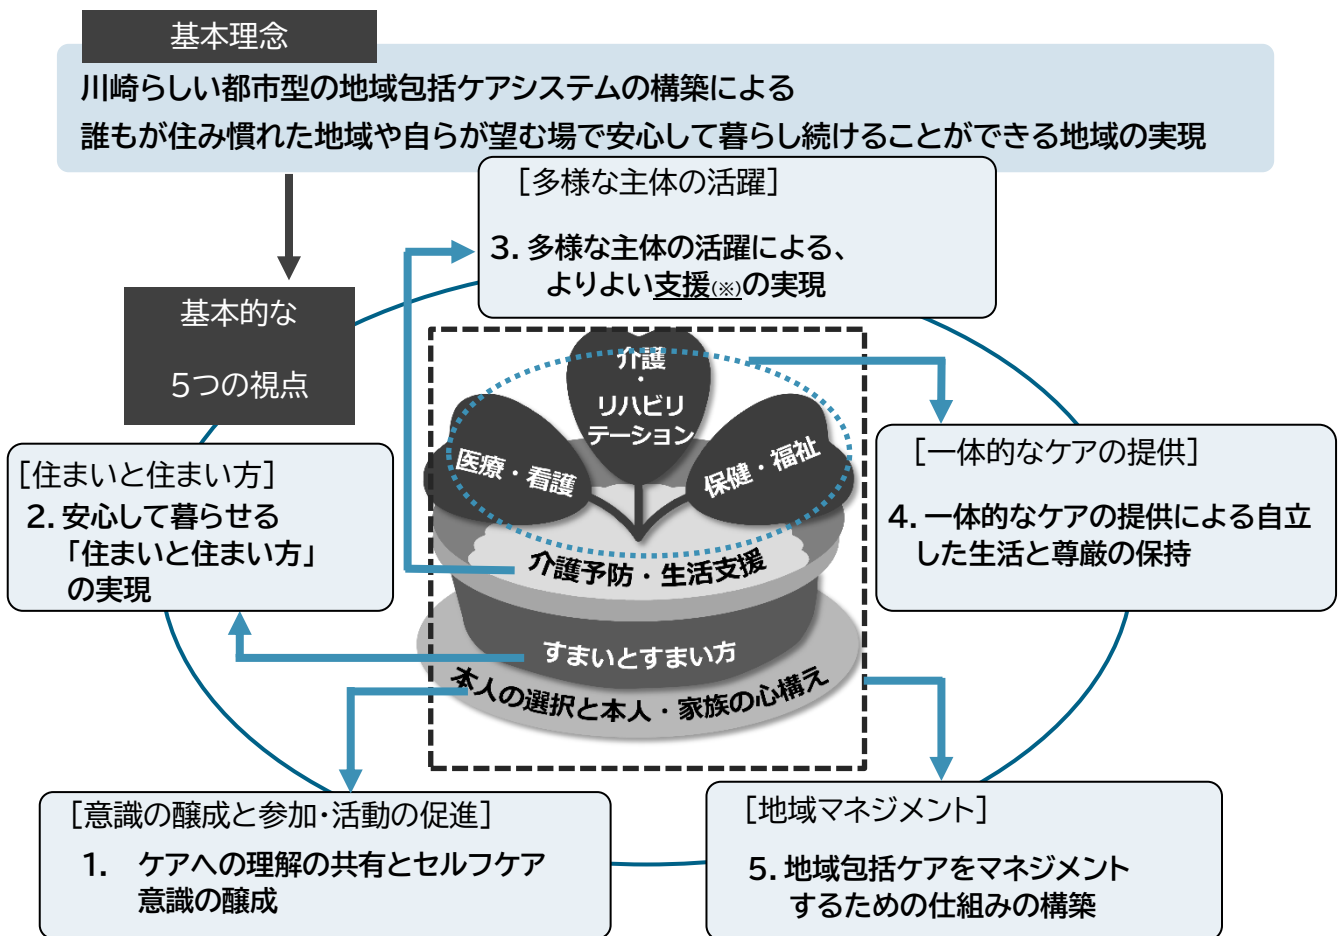 基本理念
川崎らしい都市型の地域包括ケアシステムの構築による
誰もが住み慣れた地域や自らが望む場で安心して暮らし続けることができる地域の実現
[多様な主体の活躍]
3. 多様な主体の活躍による、
よりよい支援(※)の実現
基本的な
5つの視点
介護
・
リハビリ
テーション
医療・看護
保健・福祉
介護予防・生活支援
すまいとすまい方
本人の選択と本人・家族の心構え
[住まいと住まい方]
2. 安心して暮らせる
「住まいと住まい方」
の実現
[一体的なケアの提供]
4. 一体的なケアの提供による自立
した生活と尊厳の保持
[意識の醸成と参加・活動の促進]
1. ケアへの理解の共有とセルフケア
意識の醸成
[地域マネジメント]
5. 地域包括ケアをマネジメント
するための仕組みの構築